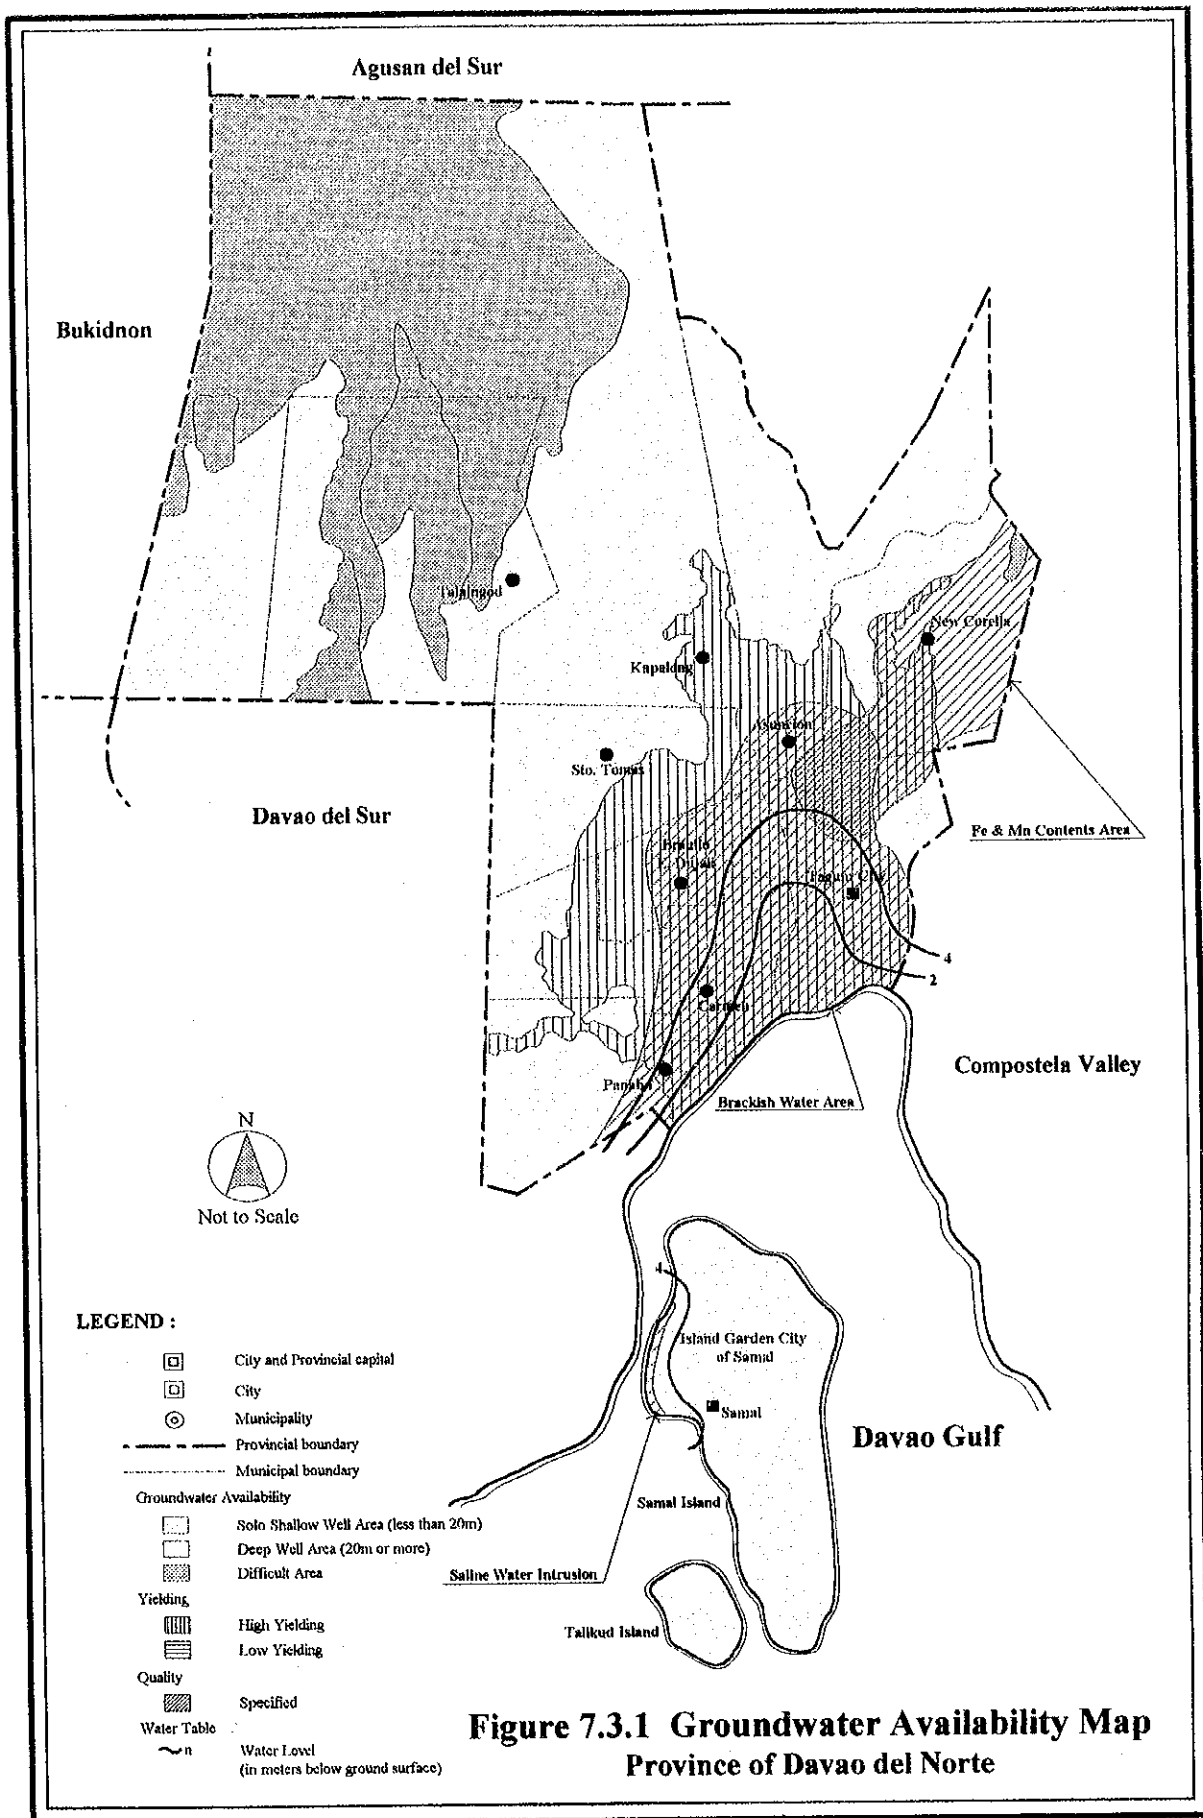 Agusan del Sur
Bukidnon
Talaingod
New Corella
Kapalong
Asuncion
Sto. Tomas
Davao del Sur
Fe & Mn Contents Area
Braulio
E. Dujali
Tagum City
4
2
Carmen
Compostela Valley
Panabo
Brackish Water Area
N
Not to Scale
4
LEGEND :
Island Garden City
of Samal
City and Provincial capital
City
Municipality
Samal
Provincial boundary
Davao Gulf
Municipal boundary
Groundwater Availability
Samal Island
Solo Shallow Well Area (less than 20m)
Deep Well Area (20m or more)
Difficult Area
Saline Water Intrusion
Yielding
High Yielding
Talikud Island
Low Yielding
Quality
Specified
Water Table
n
Water Level
(in meters below ground surface)
Figure 7.3.1 Groundwater Availability Map
Province of Davao del Norte